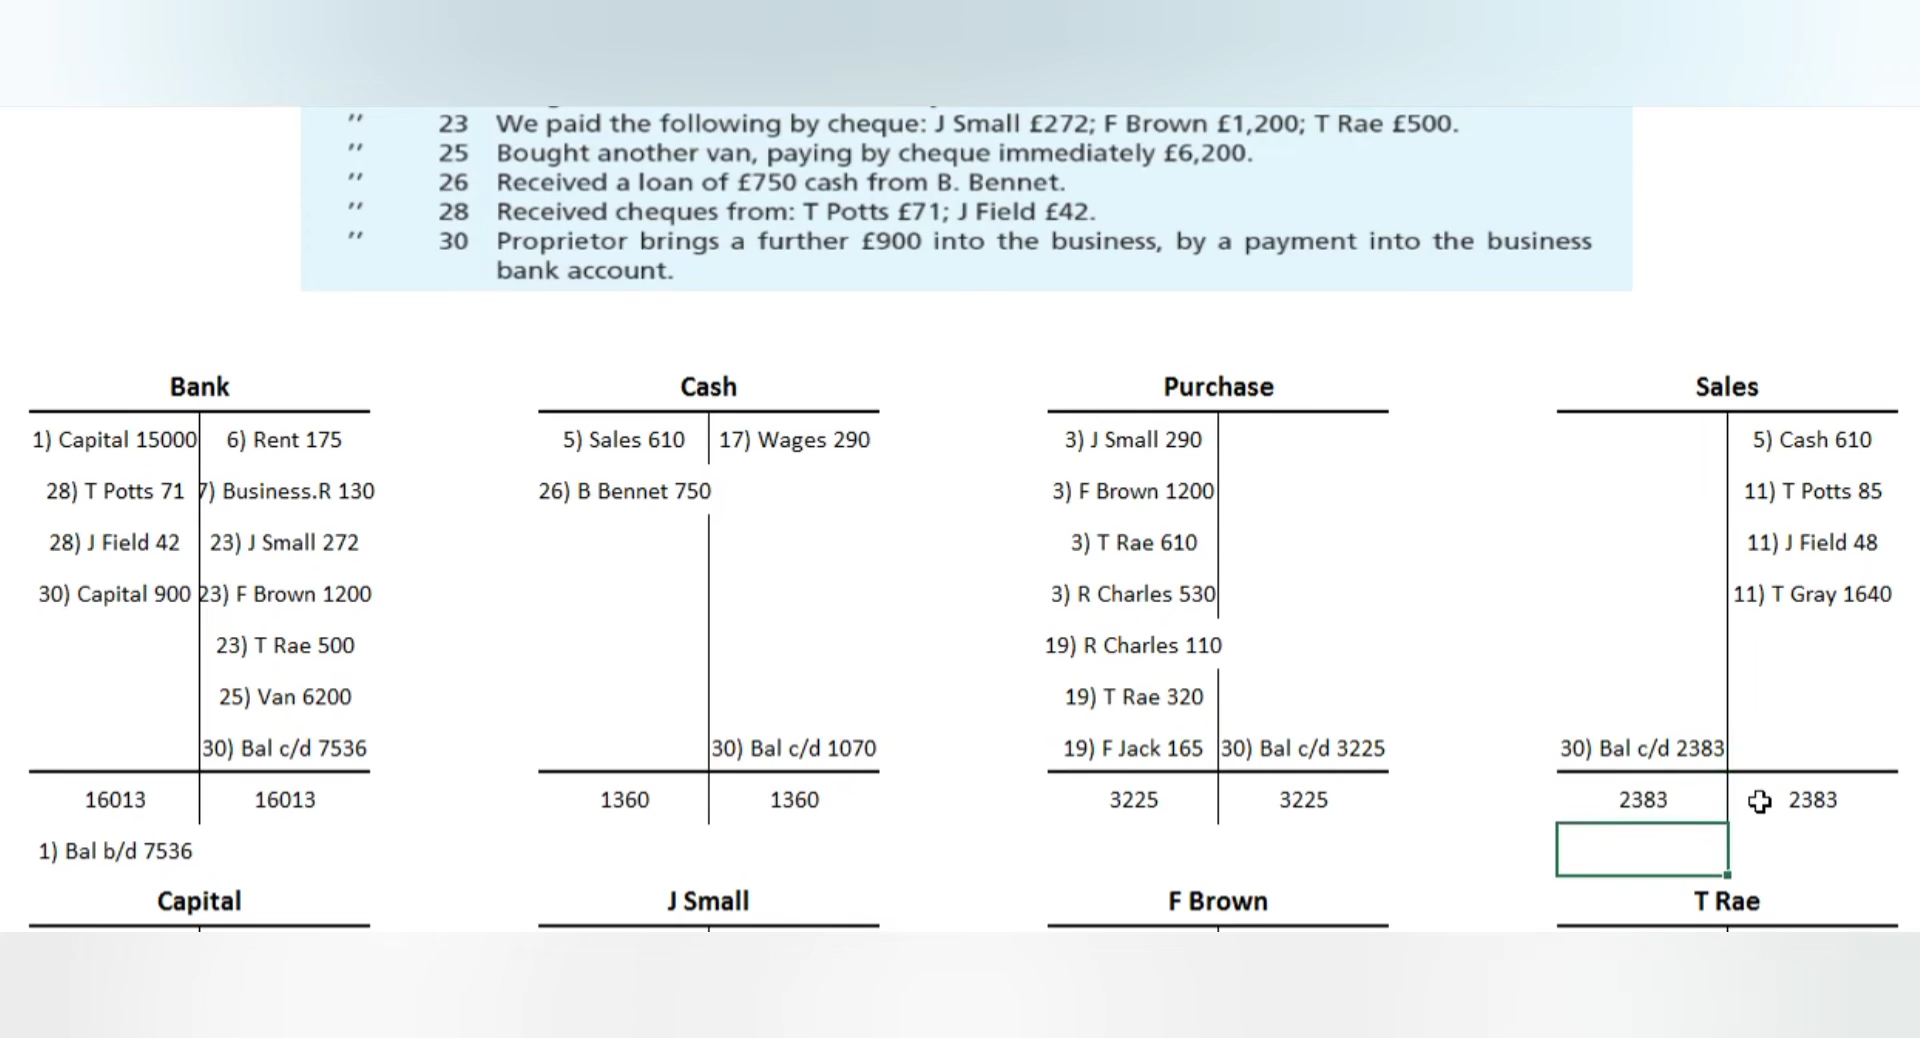 " 23 We paid the following by cheque: J Small £272; F Brown £1,200; T Rae £500.
" 25 Bought another van, paying by cheque immediately £6,200.
" 26 Received a loan of £750 cash from B. Bennet.
" 28 Received cheques from: T Potts £71; J Field £42.
" 30 Proprietor brings a further £900 into the business, by a payment into the business
bank account.
Bank Cash Purchase Sales
1) Capital 15000 6) Rent 175 5) Sales 610 17) Wages 290 3) J Small 290 5) Cash 610
28) T Potts 71 7) Business.R 130 26) B Bennet 750 3) F Brown 1200 11) T Potts 85
28) J Field 42 23) J Small 272 3) T Rae 610 11) J Field 48
30) Capital 900 23) F Brown 1200 3) R Charles 530 11) T Gray 1640
23) T Rae 500 19) R Charles 110
25) Van 6200 19) T Rae 320
30) Bal c/d 7536 30) Bal c/d 1070 19) F Jack 165 30) Bal c/d 3225 30) Bal c/d 2383
16013 16013 1360 1360 3225 3225 2383 2383
1) Bal b/d 7536
Capital J Small F Brown T Rae